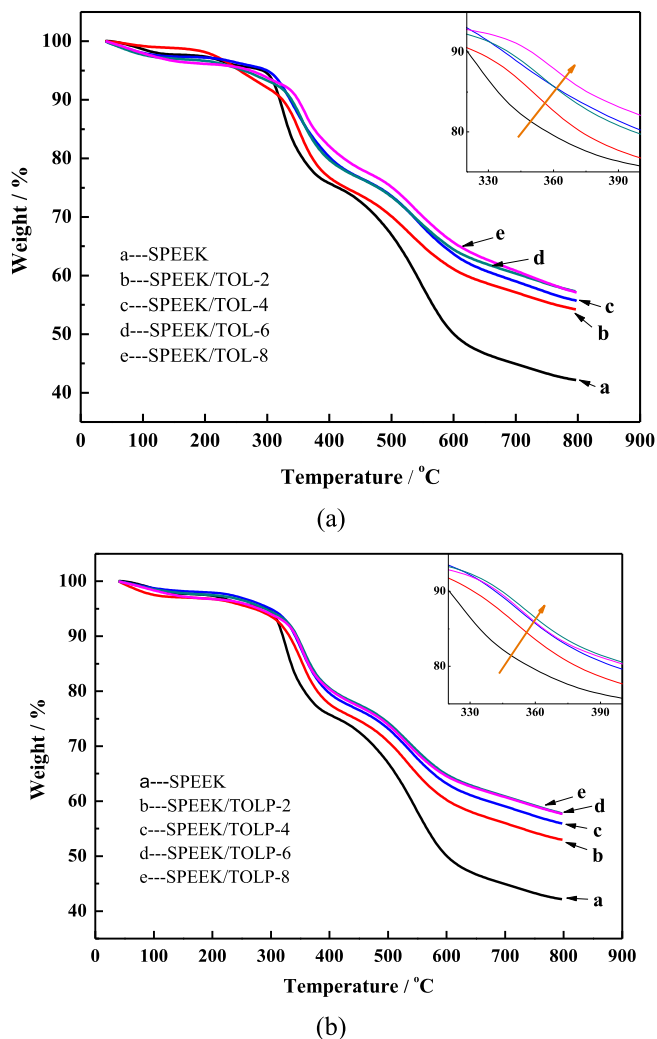 100
90
80
70
60
50
40
Weight / %
90
80
330
360
390
a---SPEEK
b---SPEEK/TOL-2
c---SPEEK/TOL-4
d---SPEEK/TOL-6
e---SPEEK/TOL-8
e
d
c
b
a
0 100 200 300 400 500 600 700 800 900
Temperature / °C
(a)
100
90
80
70
60
50
40
Weight / %
90
80
330
360
390
a---SPEEK
b---SPEEK/TOLP-2
c---SPEEK/TOLP-4
d---SPEEK/TOLP-6
e---SPEEK/TOLP-8
e
d
c
b
a
0 100 200 300 400 500 600 700 800 900
Temperature / °C
(b)